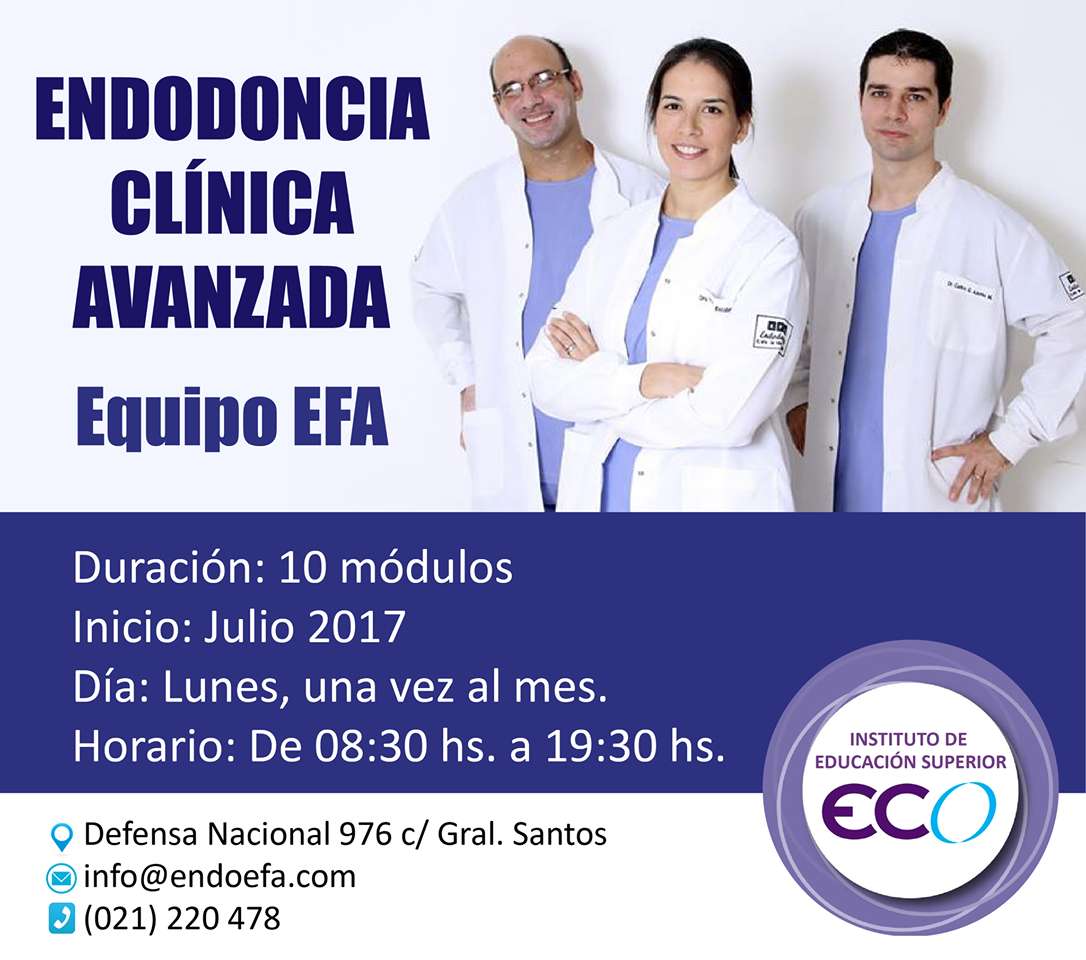 ENDODONCIA
CLÍNICA
AVANZADA
Equipo EFA
Duración: 10 módulos
Inicio: Julio 2017
Día: Lunes, una vez al mes.
Horario: De 08:30 hs. a 19:30 hs.
INSTITUTO DE
EDUCACIÓN SUPERIOR
ECO
Defensa Nacional 976 c/ Gral. Santos
info@endoefa.com
(021) 220 478